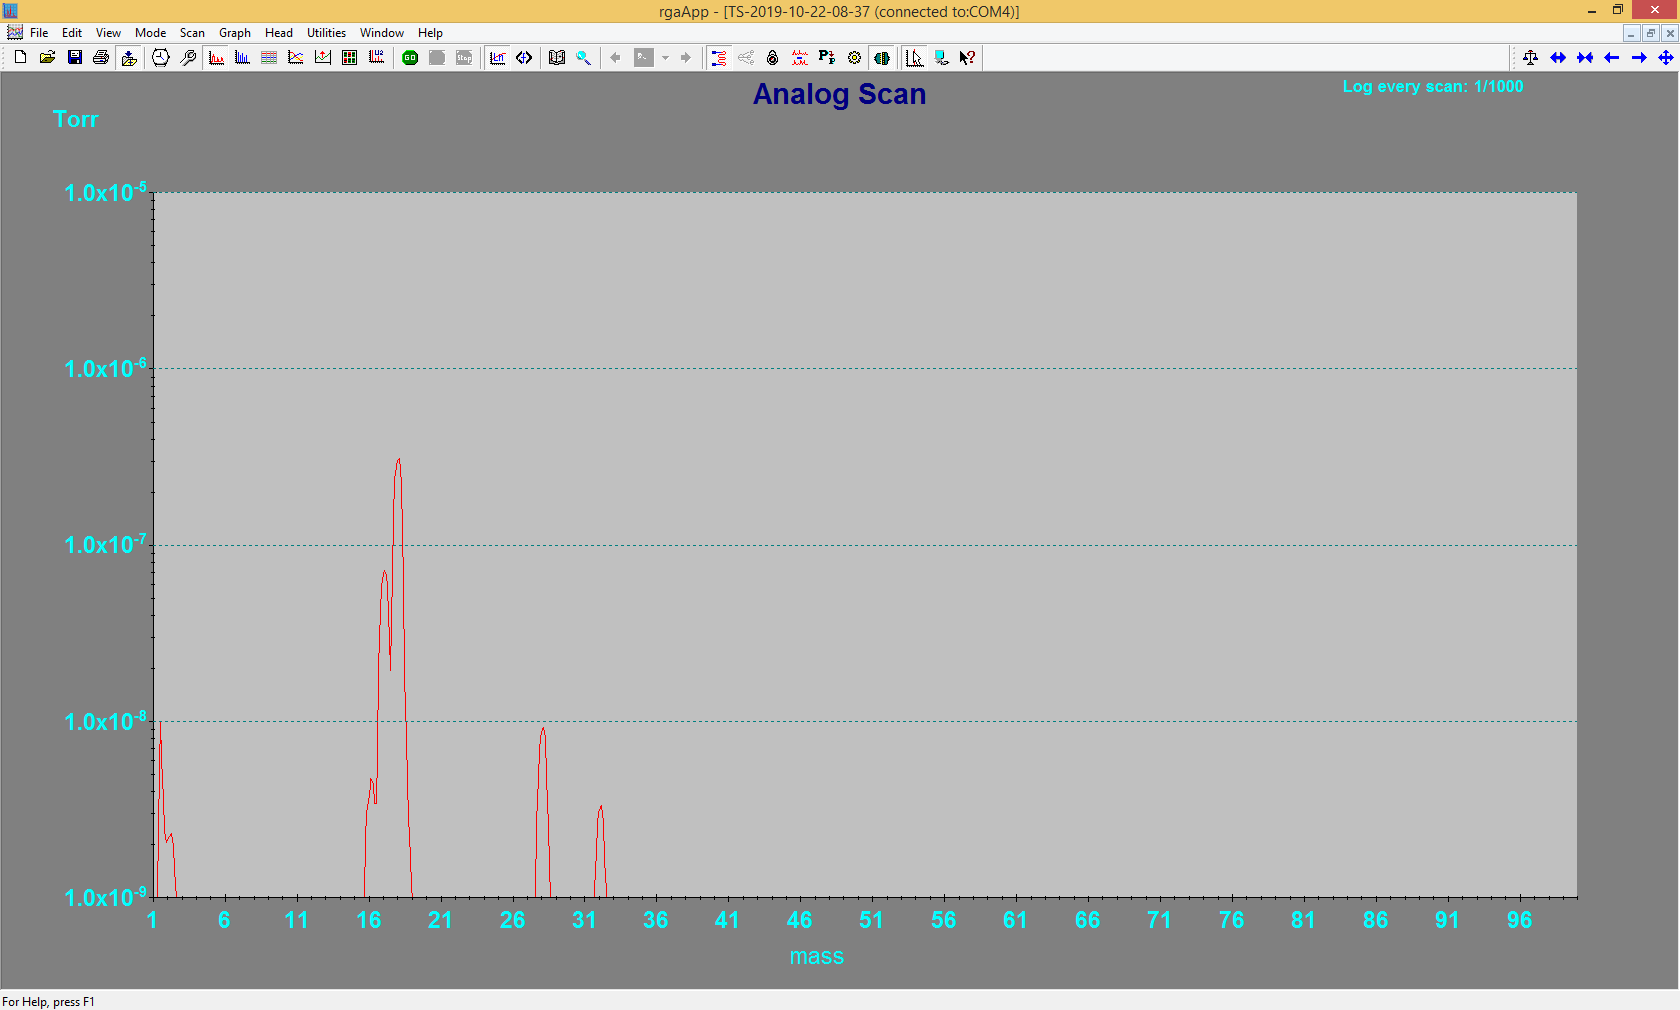 rgaApp - [TS-2019-10-22-08-37 (connected to:COM4)]
File Edit View Mode Scan Graph Head Utilities Window Help
GO Stop
Analog Scan
Log every scan: 1/1000
Torr
1.0x10-5
1.0x10-6
1.0x10-7
1.0x10-8
1.0x10-9
1 6 11 16 21 26 31 36 41 46 51 56 61 66 71 76 81 86 91 96
mass
For Help, press F1